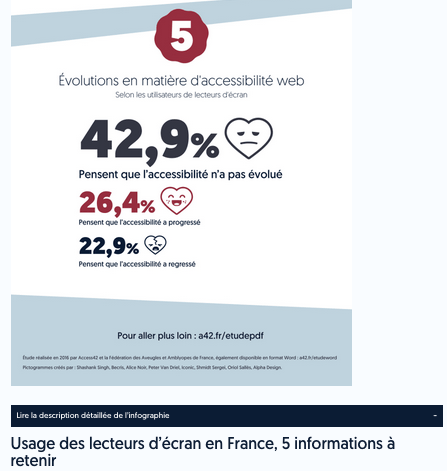 5
Évolutions en matière d'accessibilité web
Selon les utilisateurs de lecteurs d'écran
42,9%
Pensent que l'accessibilité n'a pas évolué
26,4%
Pensent que l'accessibilité a progressé
22,9%
Pensent que l'accessibilité a regressé
Pour aller plus loin : a42.fr/etudepdf
Étude réalisée en 2016 par Access42 et la Fédération des Aveugles et Amblyopes de France, également disponible en format Word : a42.fr/etudeword
Pictogrammes créés par : Shashank Singh, Becris, Alice Noir, Peter Van Driel, Iconic, Shmidt Sergei, Oriol Sallés, Alpha Design.
Lire la description détaillée de l'infographie -
Usage des lecteurs d'écran en France, 5 informations à
retenir